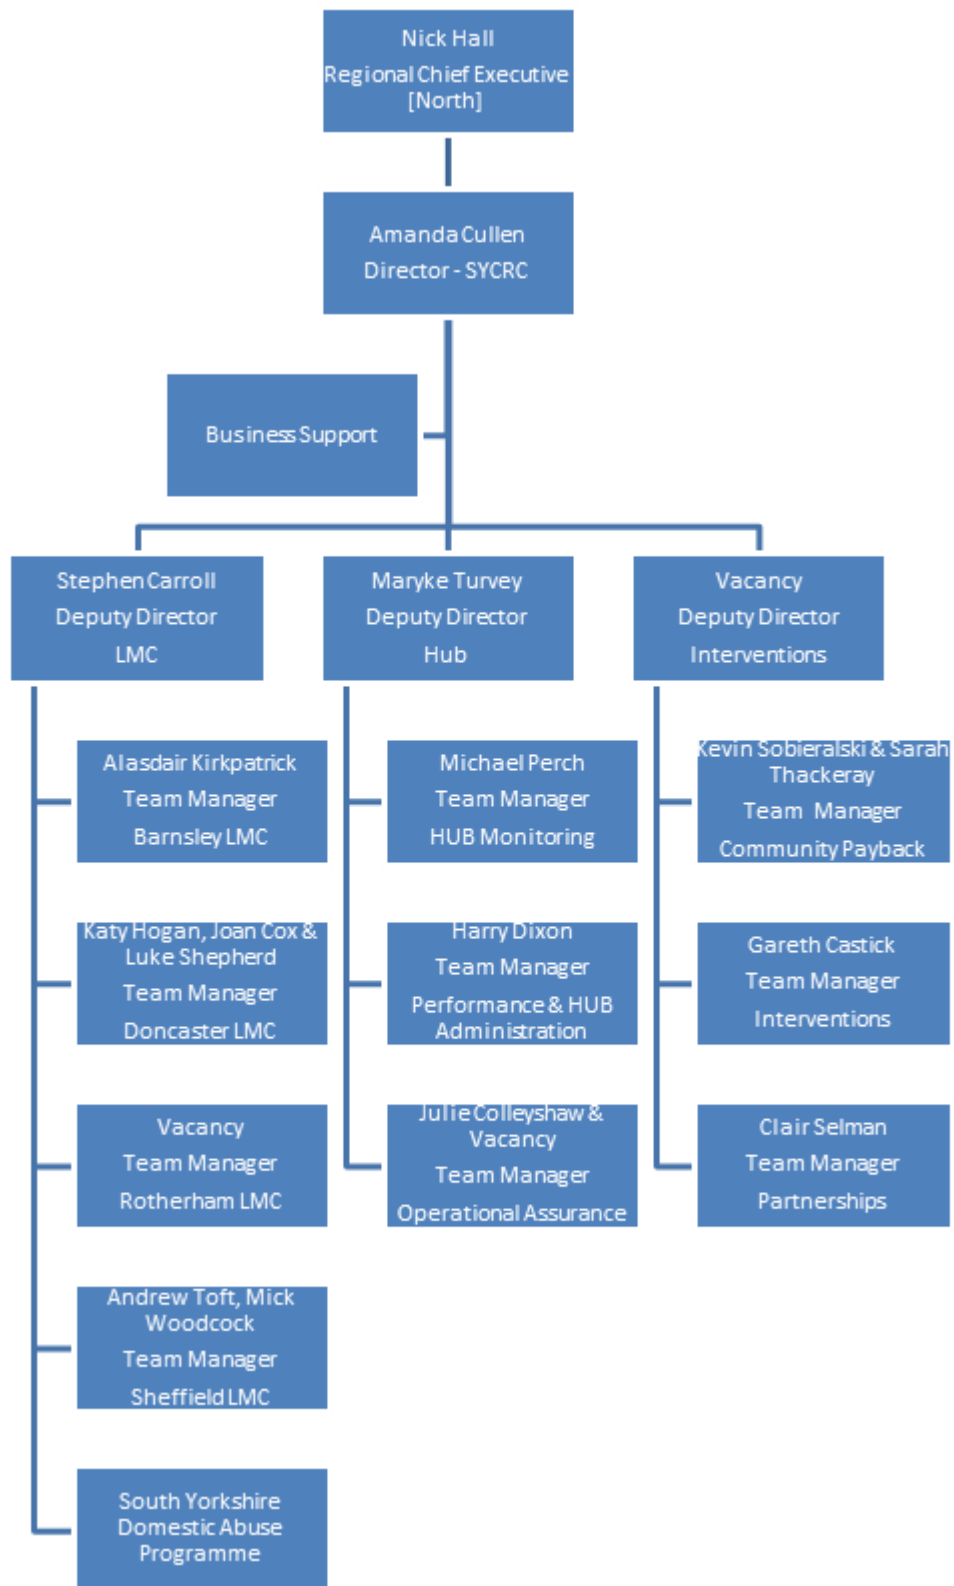 Nick Hall
Regional Chief Executive
[North]
Amanda Cullen
Director - SYCRC
Business Support
Stephen Carroll
Deputy Director
LMC
Maryke Turvey
Deputy Director
Hub
Vacancy
Deputy Director
Interventions
Alasdair Kirkpatrick
Team Manager
Barnsley LMC
Katy Hogan, Joan Cox &
Luke Shepherd
Team Manager
Doncaster LMC
Vacancy
Team Manager
Rotherham LMC
Andrew Toft, Mick
Woodcock
Team Manager
Sheffield LMC
South Yorkshire
Domestic Abuse
Programme
Michael Perch
Team Manager
HUB Monitoring
Harry Dixon
Team Manager
Performance & HUB
Administration
Julie Colleyshaw &
Vacancy
Team Manager
Operational Assurance
Kevin Sobieralski & Sarah
Thackeray
Team Manager
Community Payback
Gareth Castick
Team Manager
Interventions
Clair Selman
Team Manager
Partnerships